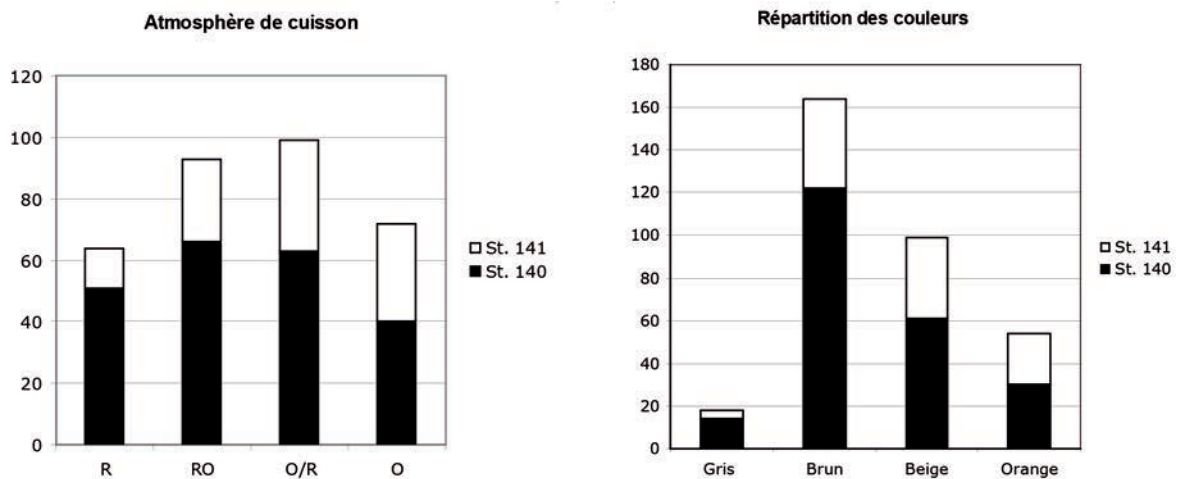 Atmosphère de cuisson
120
100
80
60
40
20
0
R RO O/R O
St. 141
St. 140
Répartition des couleurs
180
160
140
120
100
80
60
40
20
0
Gris Brun Beige Orange
St. 141
St. 140